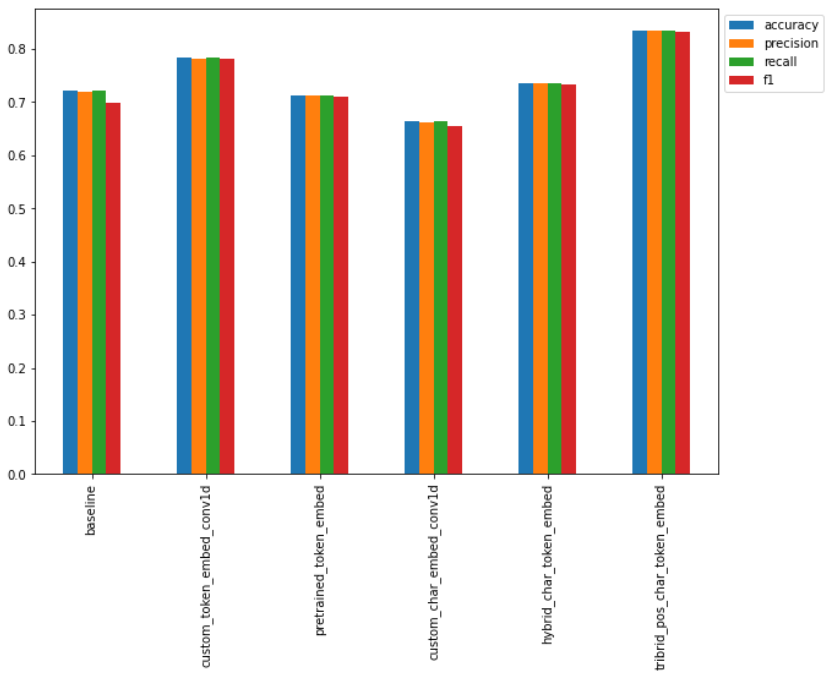 accuracy
precision
recall
f1
0.8
0.7
0.6
0.5
0.4
0.3
0.2
0.1
0.0
baseline
custom_token_embed_conv1d
pretrained_token_embed
custom_char_embed_conv1d
hybrid_char_token_embed
tribrid_pos_char_token_embed